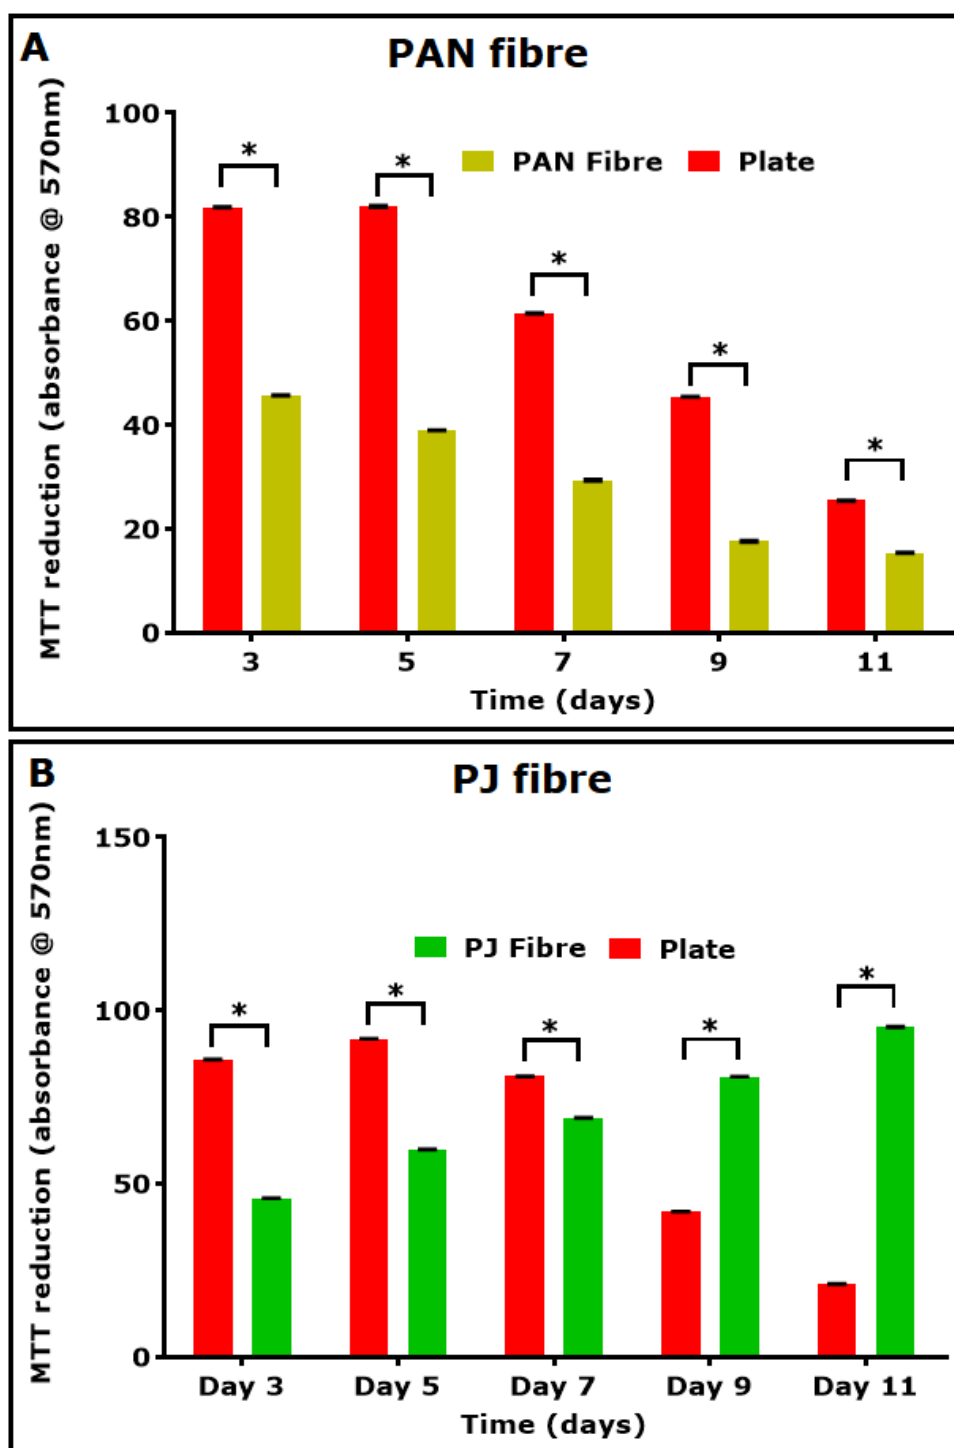 A
PAN fibre
MTT reduction (absorbance @ 570nm)
100
80
60
40
20
0
PAN Fibre
Plate
*
*
*
*
*
3
5
7
9
11
Time (days)
B
PJ fibre
MTT reduction (absorbance @ 570nm)
150
100
50
0
PJ Fibre
Plate
*
*
*
*
*
Day 3
Day 5
Day 7
Day 9
Day 11
Time (days)